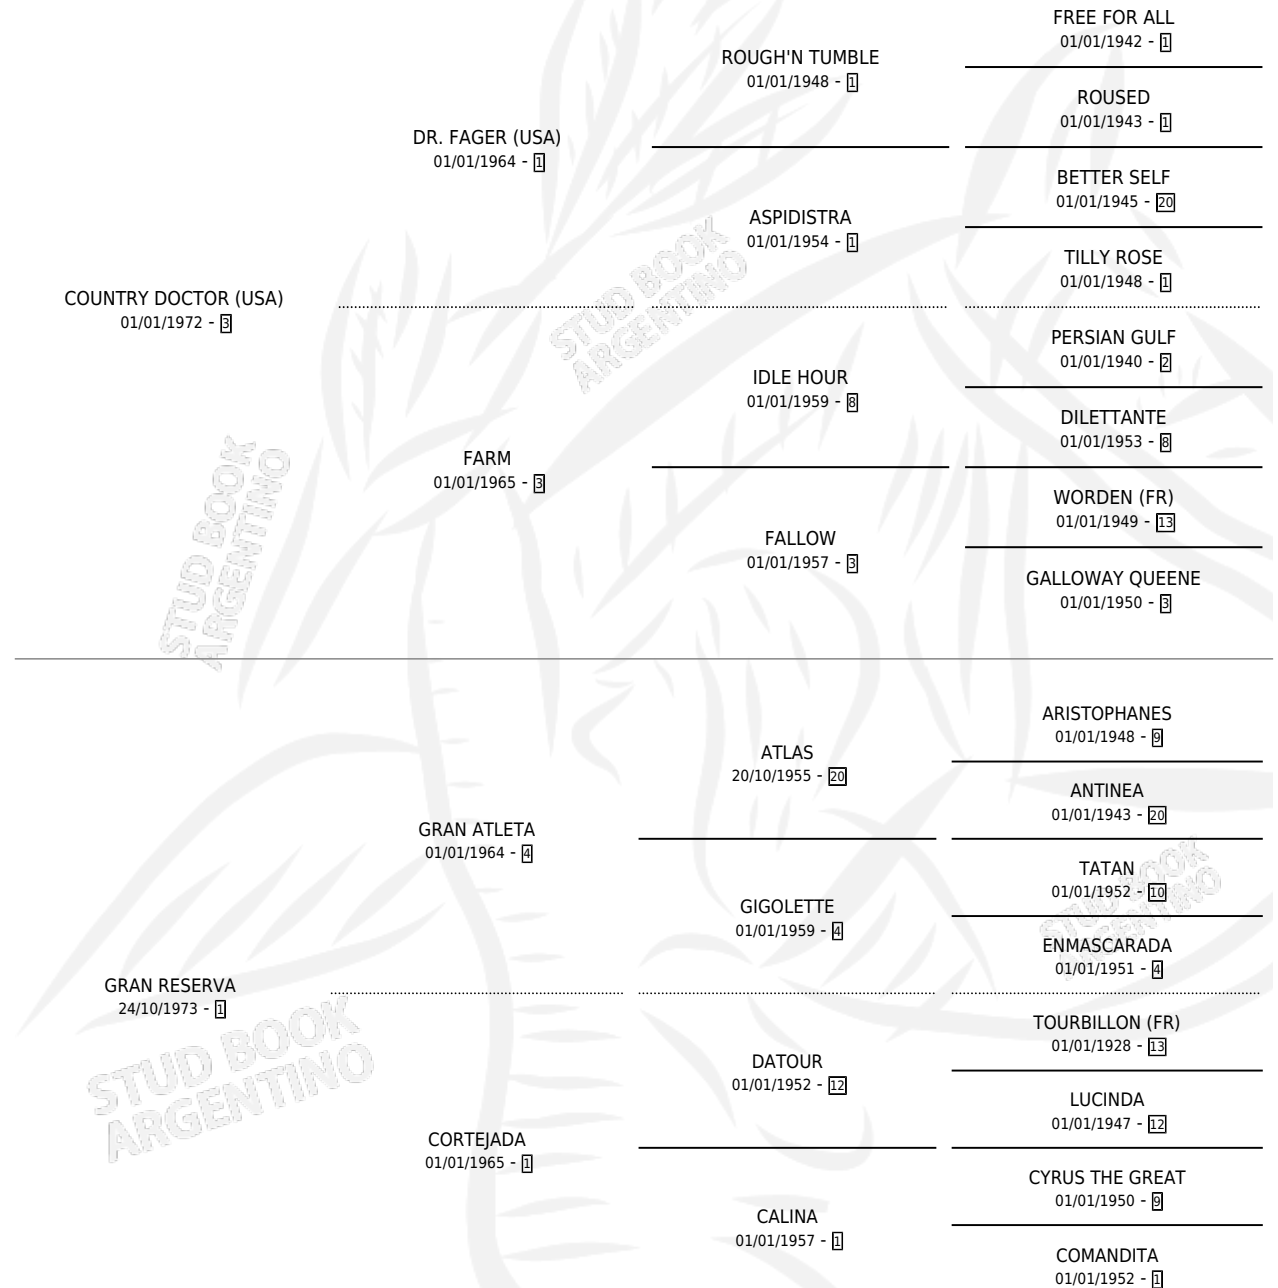 FREE FOR ALL
01/01/1942 - 1
ROUGH'N TUMBLE
01/01/1948 - 1
ROUSED
01/01/1943 - 1
DR. FAGER (USA)
01/01/1964 - 1
BETTER SELF
01/01/1945 - 20
ASPIDISTRA
01/01/1954 - 1
TILLY ROSE
01/01/1948 - 1
COUNTRY DOCTOR (USA)
01/01/1972 - 3
PERSIAN GULF
01/01/1940 - 2
IDLE HOUR
01/01/1959 - 8
DILETTANTE
01/01/1953 - 8
FARM
01/01/1965 - 3
WORDEN (FR)
01/01/1949 - 13
FALLOW
01/01/1957 - 3
GALLOWAY QUEENE
01/01/1950 - 3
STUD BOOK
ARGENTINO
STUD BOOK
ARGENTINO
ARISTOPHANES
01/01/1948 - 9
ATLAS
20/10/1955 - 20
ANTINEA
01/01/1943 - 20
GRAN ATLETA
01/01/1964 - 4
TATAN
01/01/1952 - 10
GIGOLETTE
01/01/1959 - 4
ENMASCARADA
01/01/1951 - 4
GRAN RESERVA
24/10/1973 - 1
TOURBILLON (FR)
01/01/1928 - 13
DATOUR
01/01/1952 - 12
LUCINDA
01/01/1947 - 12
CORTEJADA
01/01/1965 - 1
CYRUS THE GREAT
01/01/1950 - 9
CALINA
01/01/1957 - 1
COMANDITA
01/01/1952 - 1
STUD BOOK
ARGENTINO
STUD BOOK
ARGENTINO